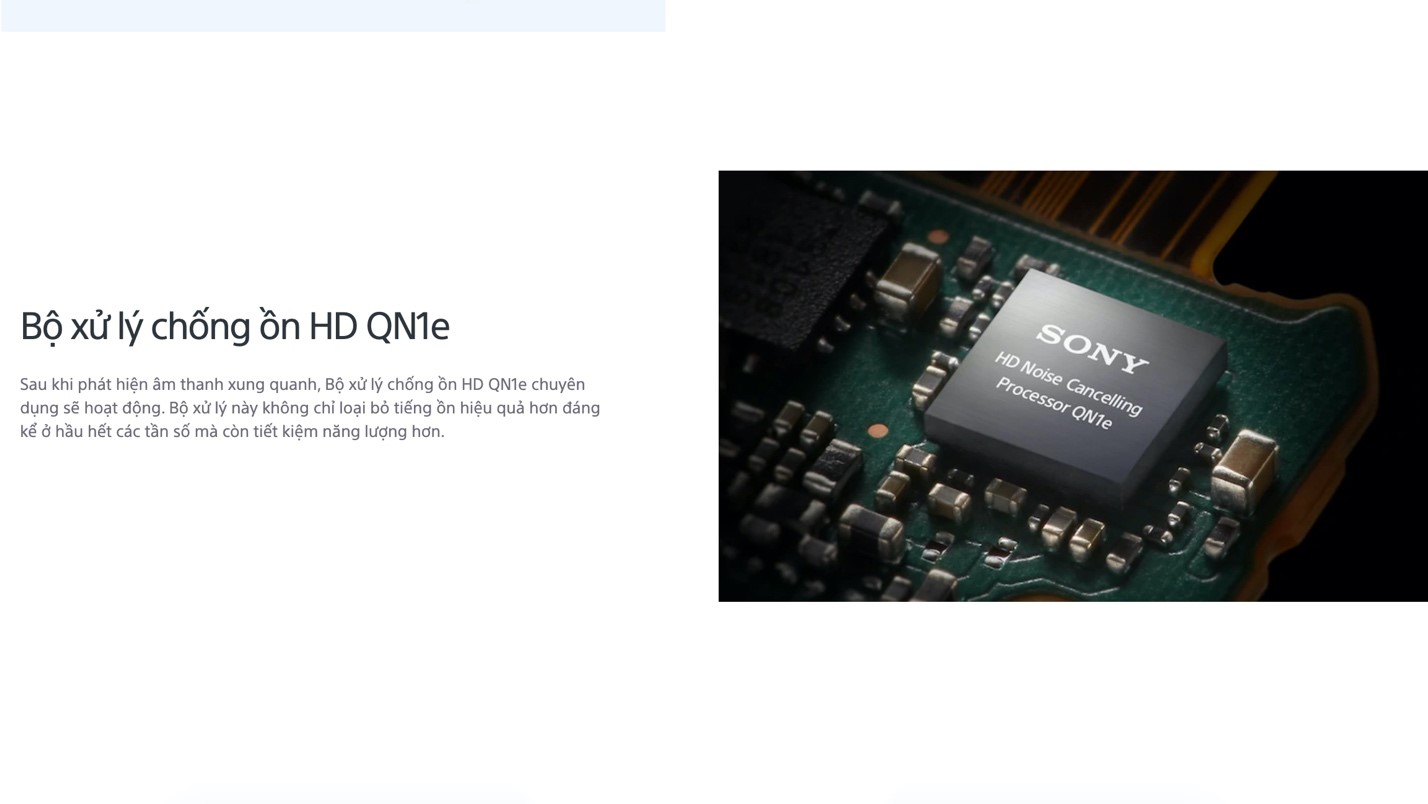 Bộ xử lý chống ồn HD QN1e
Sau khi phát hiện âm thanh xung quanh, Bộ xử lý chống ồn HD QN1e chuyên
dụng sẽ hoạt động. Bộ xử lý này không chỉ loại bỏ tiếng ồn hiệu quả hơn đáng
kể ở hầu hết các tần số mà còn tiết kiệm năng lượng hơn.
SONY
HD Noise Cancelling
Processor QN1e